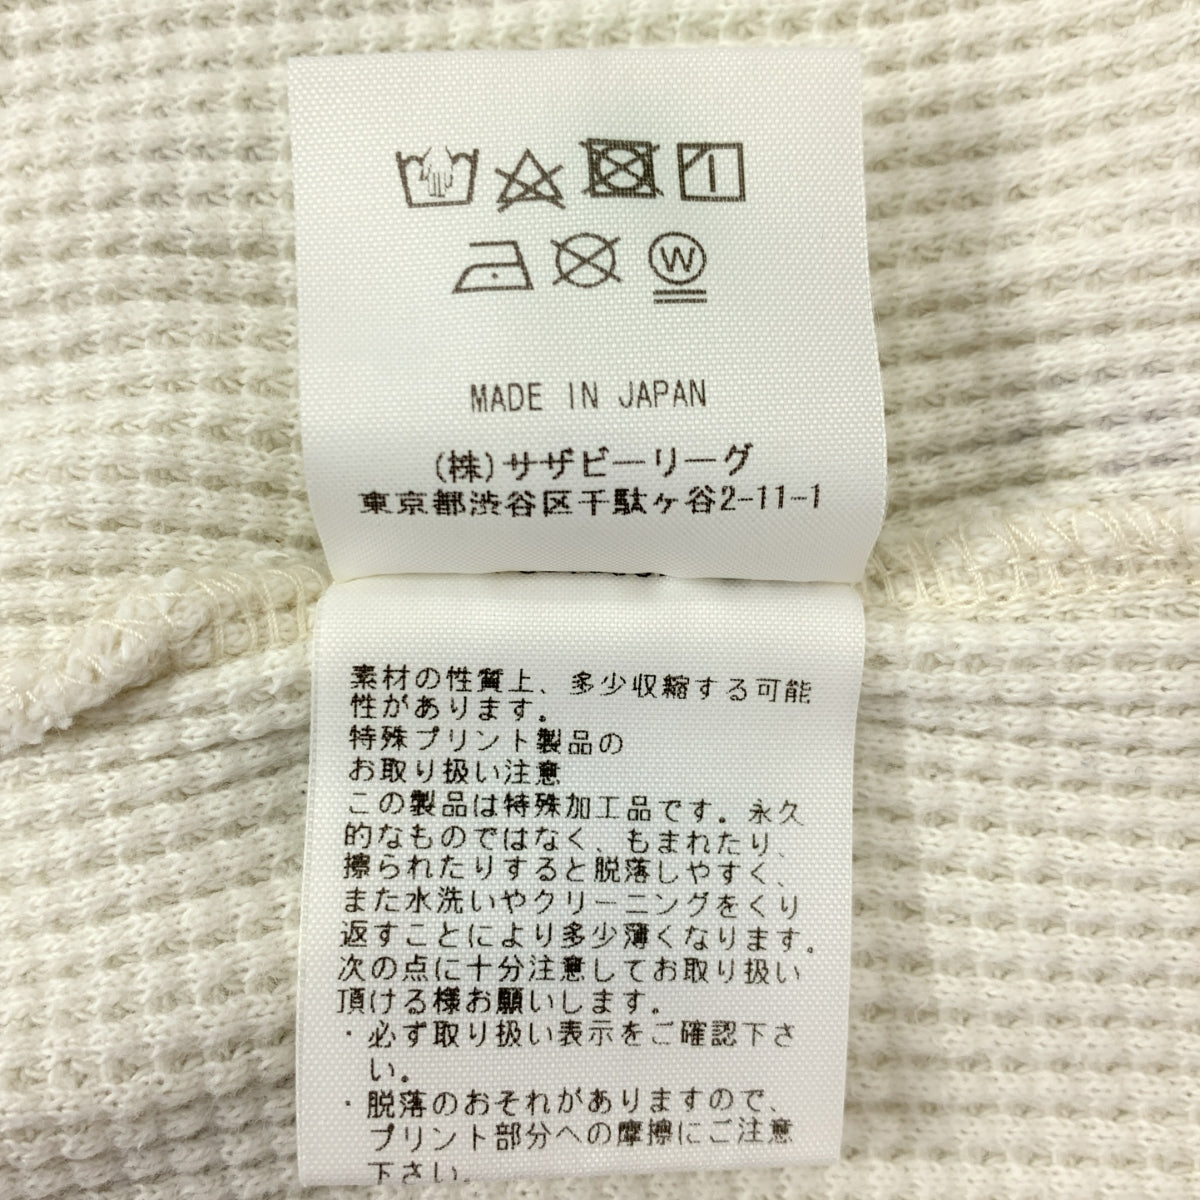 W
MADE IN JAPAN
(株)サザビーリーグ
東京都渋谷区千駄ヶ谷2-11-1
素材の性質上、多少収縮する可能
性があります。
特殊プリント製品の
お取り扱い注意
この製品は特殊加工品です。永久
的なものではなく、もまれたり、
擦られたりすると脱落しやすく、
また水洗いやクリーニングをくり
返すことにより多少薄くなります。
次の点に十分注意してお取り扱い
頂ける様お願いします。
・必ず取り扱い表示をご確認下さ
い。
・脱落のおそれがありますので、
プリント部分への摩擦にご注意
下さい。